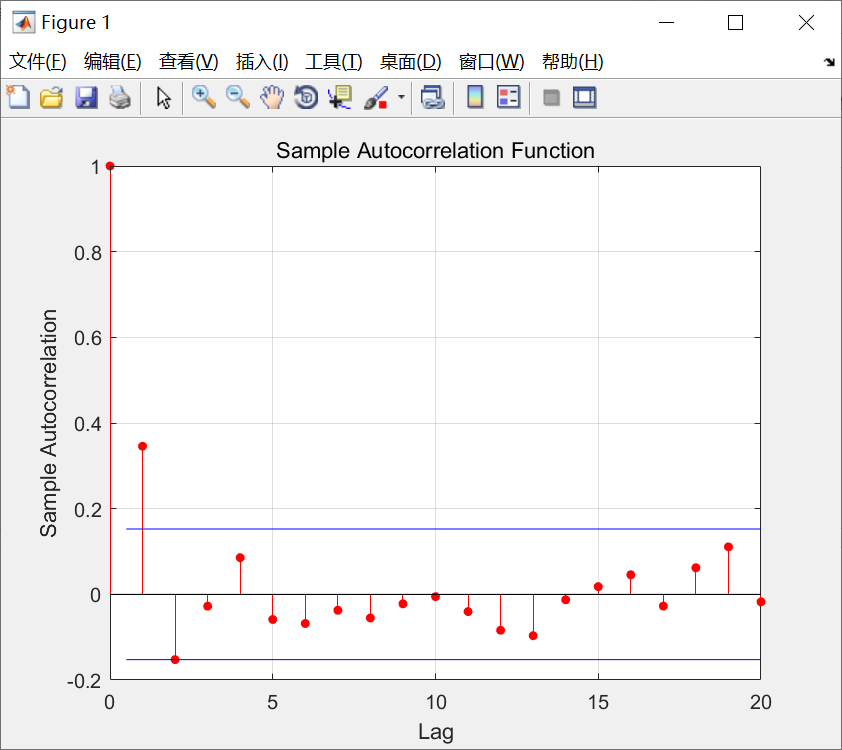 Figure 1
文件(F) 编辑(E) 查看(V) 插入(I) 工具(T) 桌面(D) 窗口(W) 帮助(H)
Sample Autocorrelation Function
1
0.8
0.6
0.4
0.2
0
-0.2
Sample Autocorrelation
0 5 10 15 20
Lag